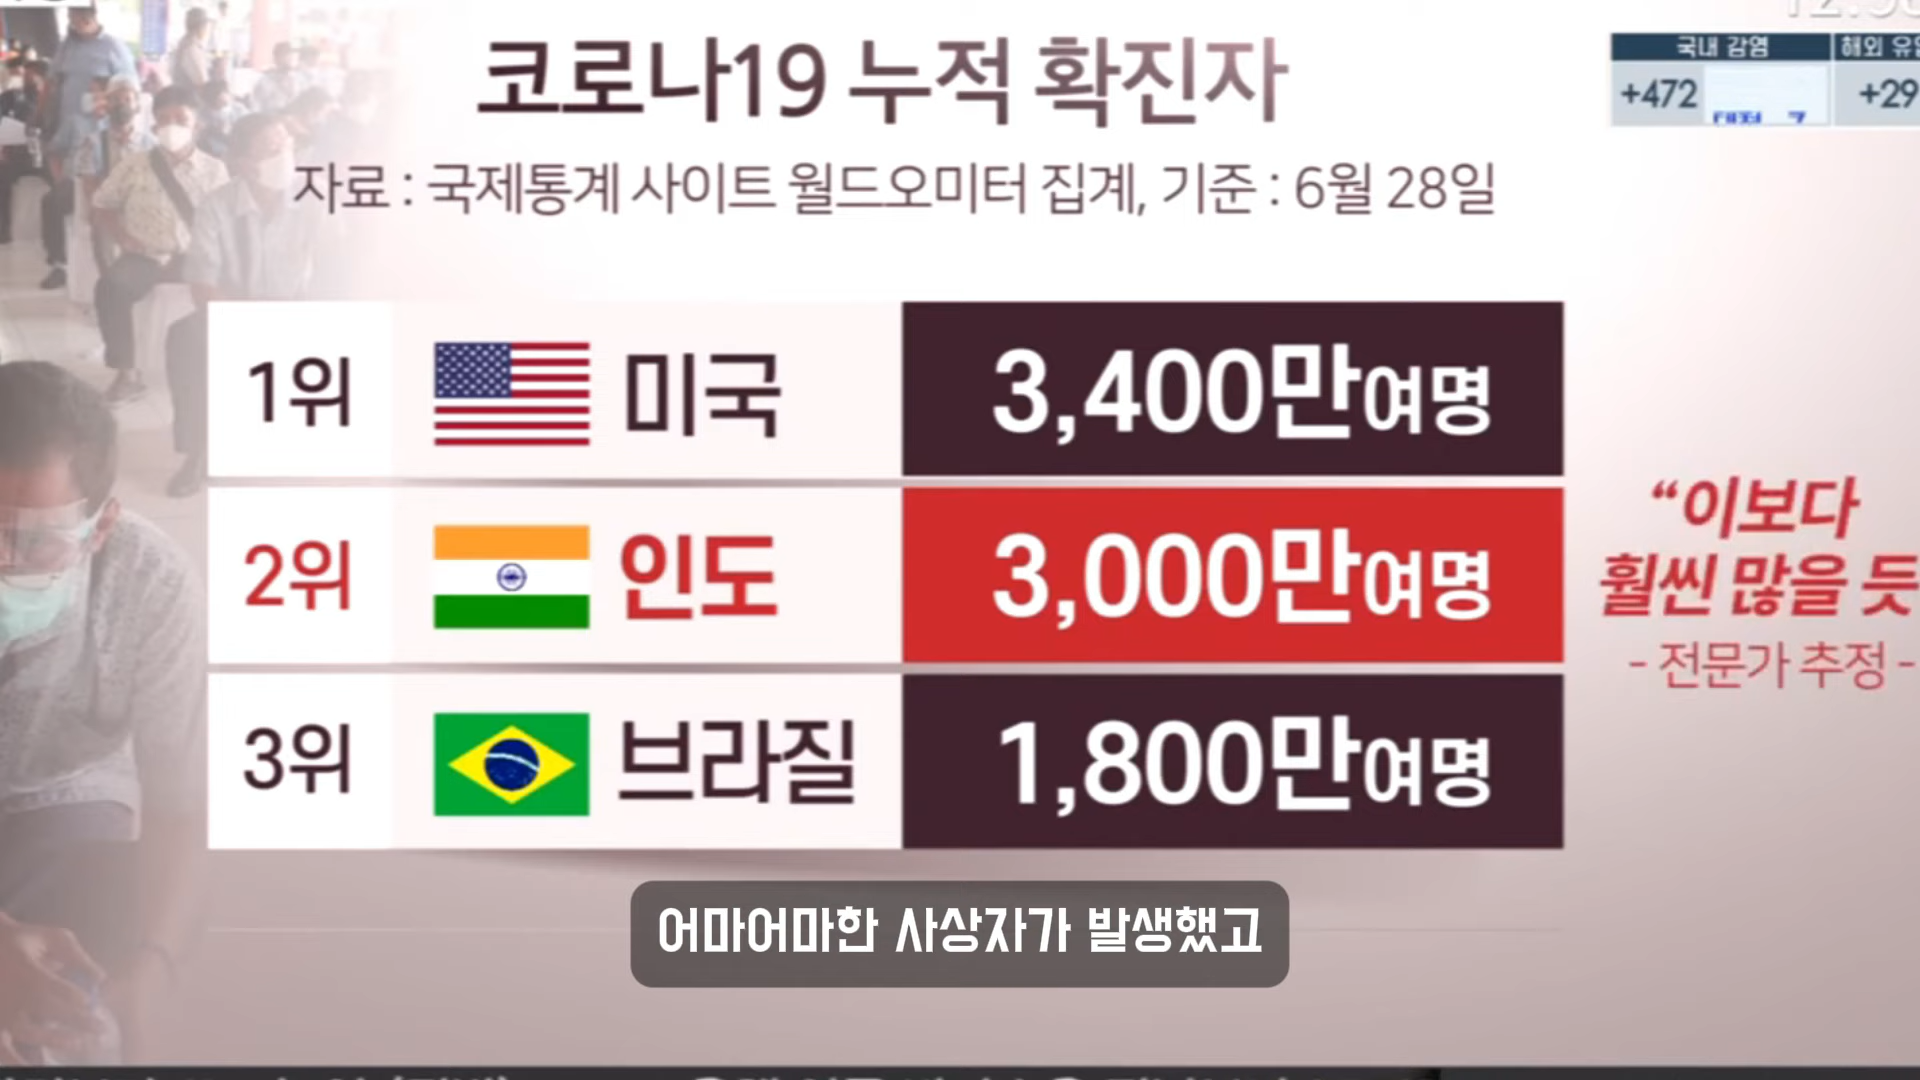 코로나19 누적 확진자
국내 감염
해외 유입
+472
+29
자료 : 국제통계 사이트 월드오미터 집계, 기준 : 6월 28일
1위 미국 3,400만여명
2위 인도 3,000만여명
3위 브라질 1,800만여명
“이보다
훨씬 많을 듯
- 전문가 추정 -
어마어마한 사상자가 발생했고